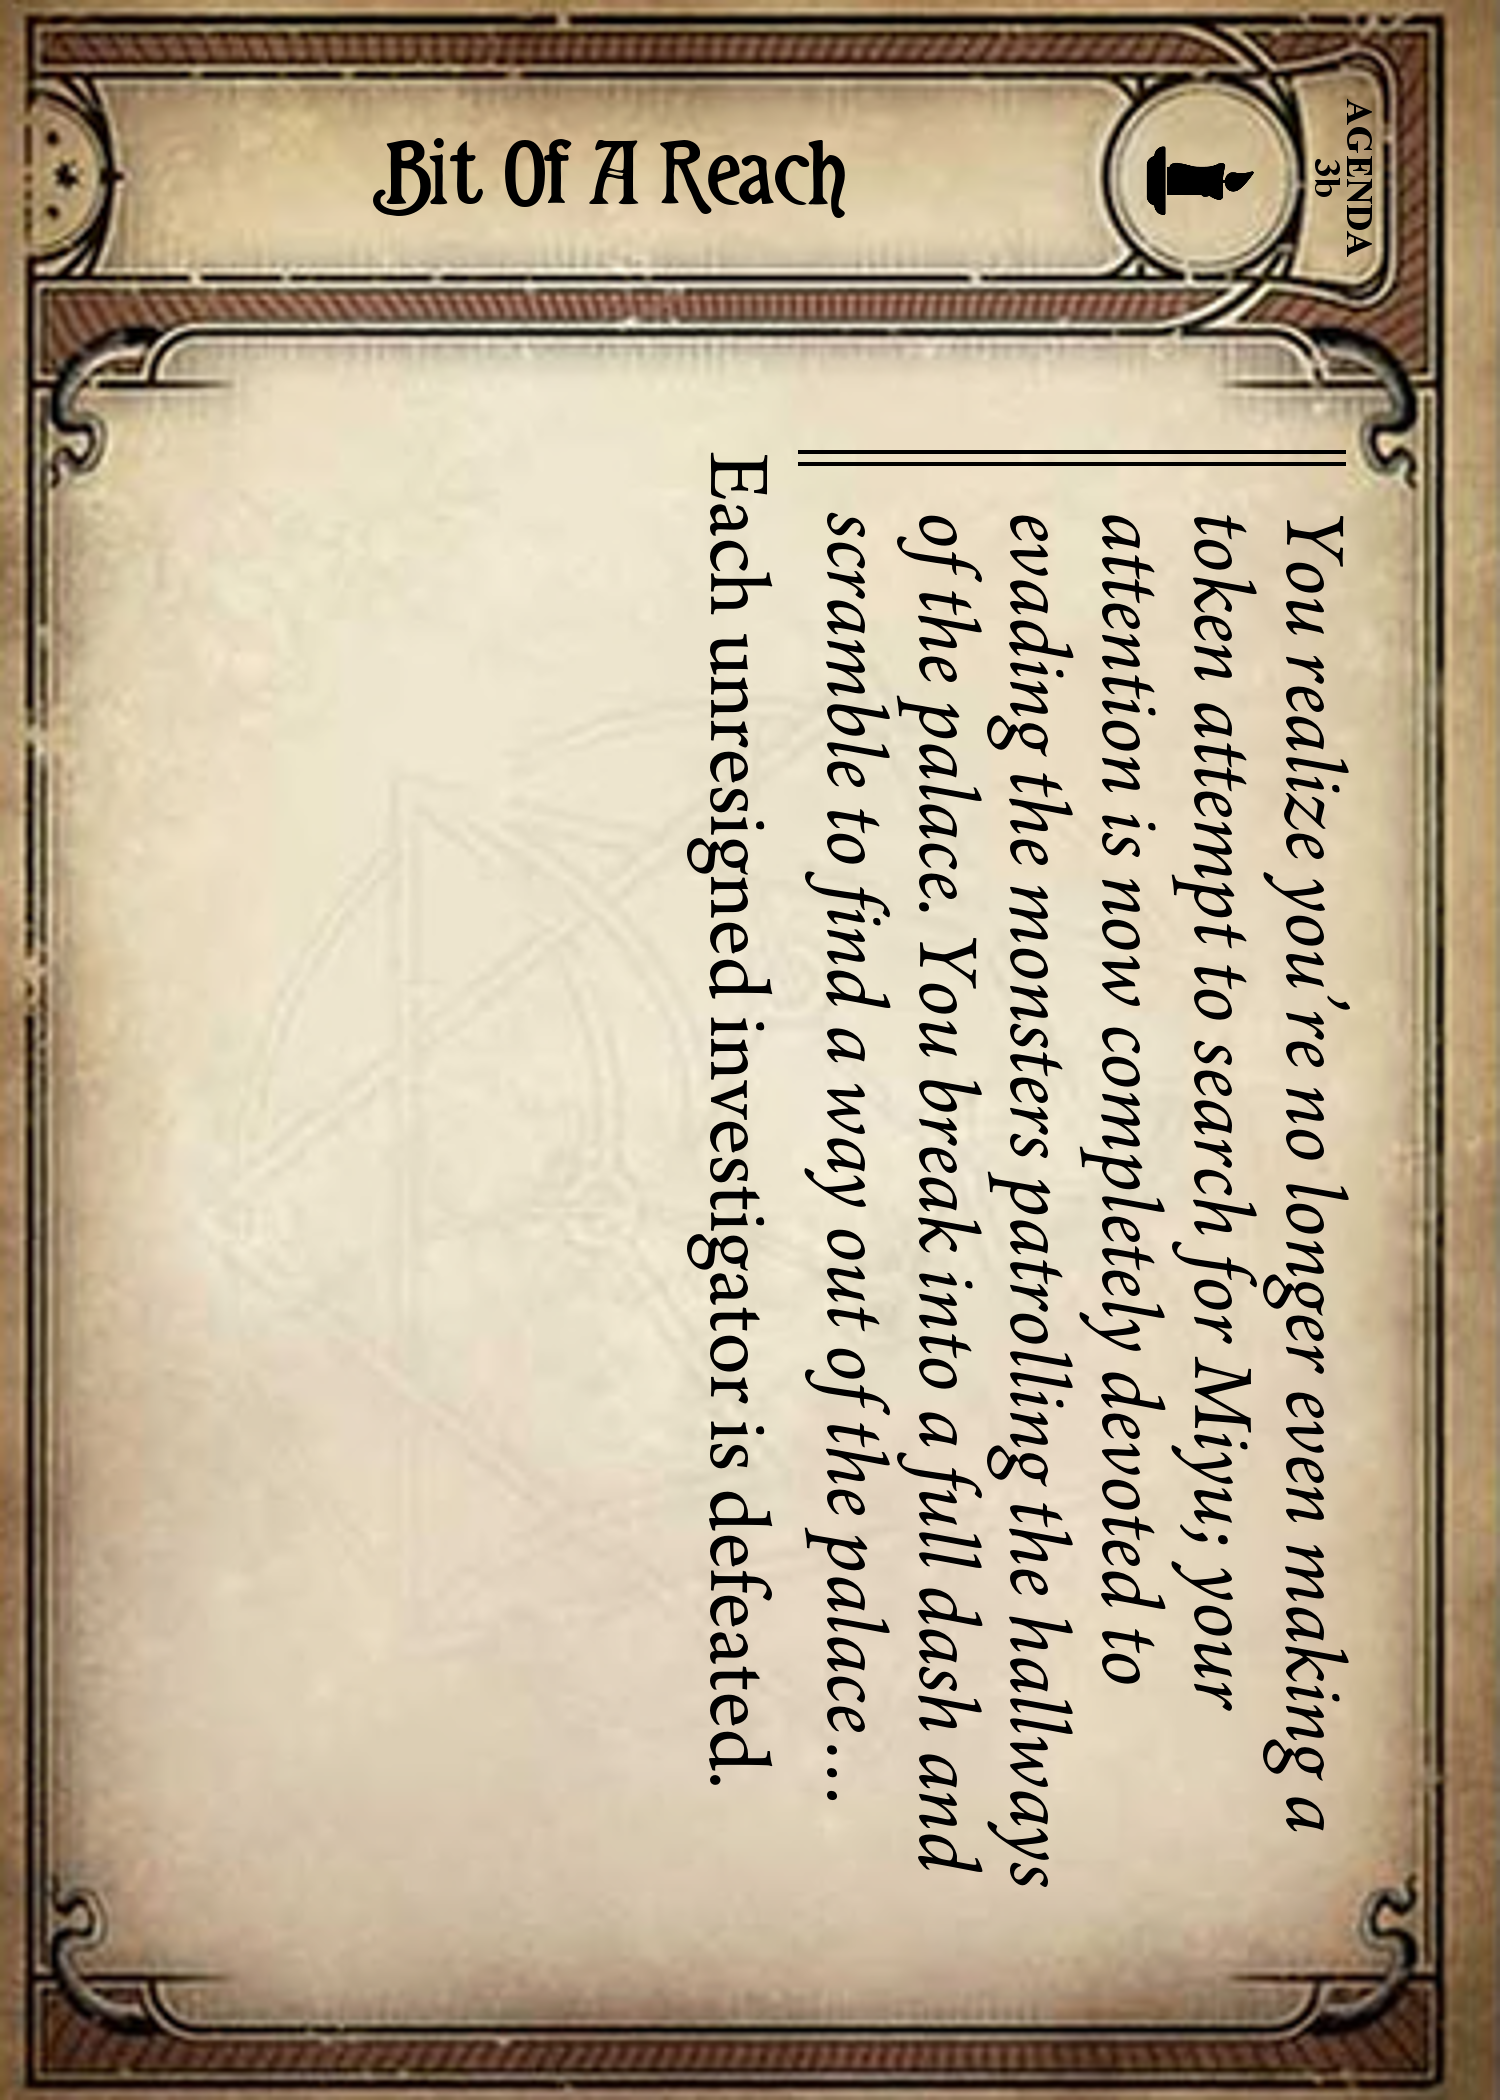 Bit Of A Reach
AGENDA
3b
You realize you're no longer even making a
token attempt to search for Miyu; your
attention is now completely devoted to
evading the monsters patrolling the hallways
of the palace. You break into a full dash and
scramble to find a way out of the palace...
Each unresigned investigator is defeated.